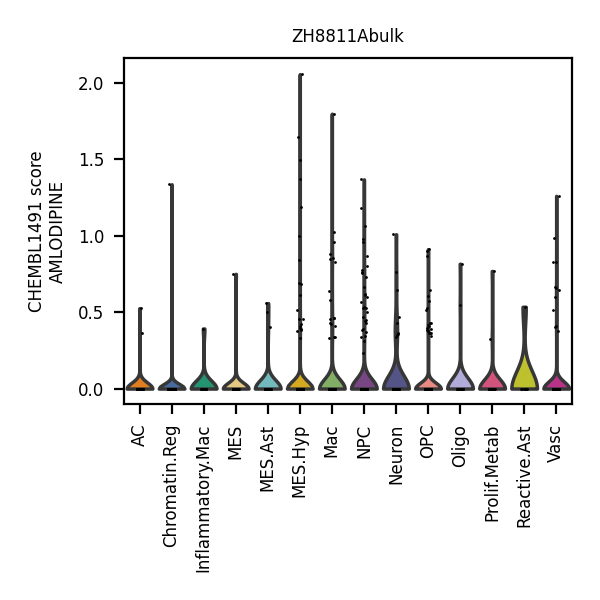 ZH8811Abulk
CHEMBL1491 score
AMLODIPINE
2.0
1.5
1.0
0.5
0.0
AC
Chromatin.Reg
Inflammatory.Mac
MES
MES.Ast
MES.Hyp
Mac
NPC
Neuron
OPC
Oligo
Prolif.Metab
Reactive.Ast
Vasc